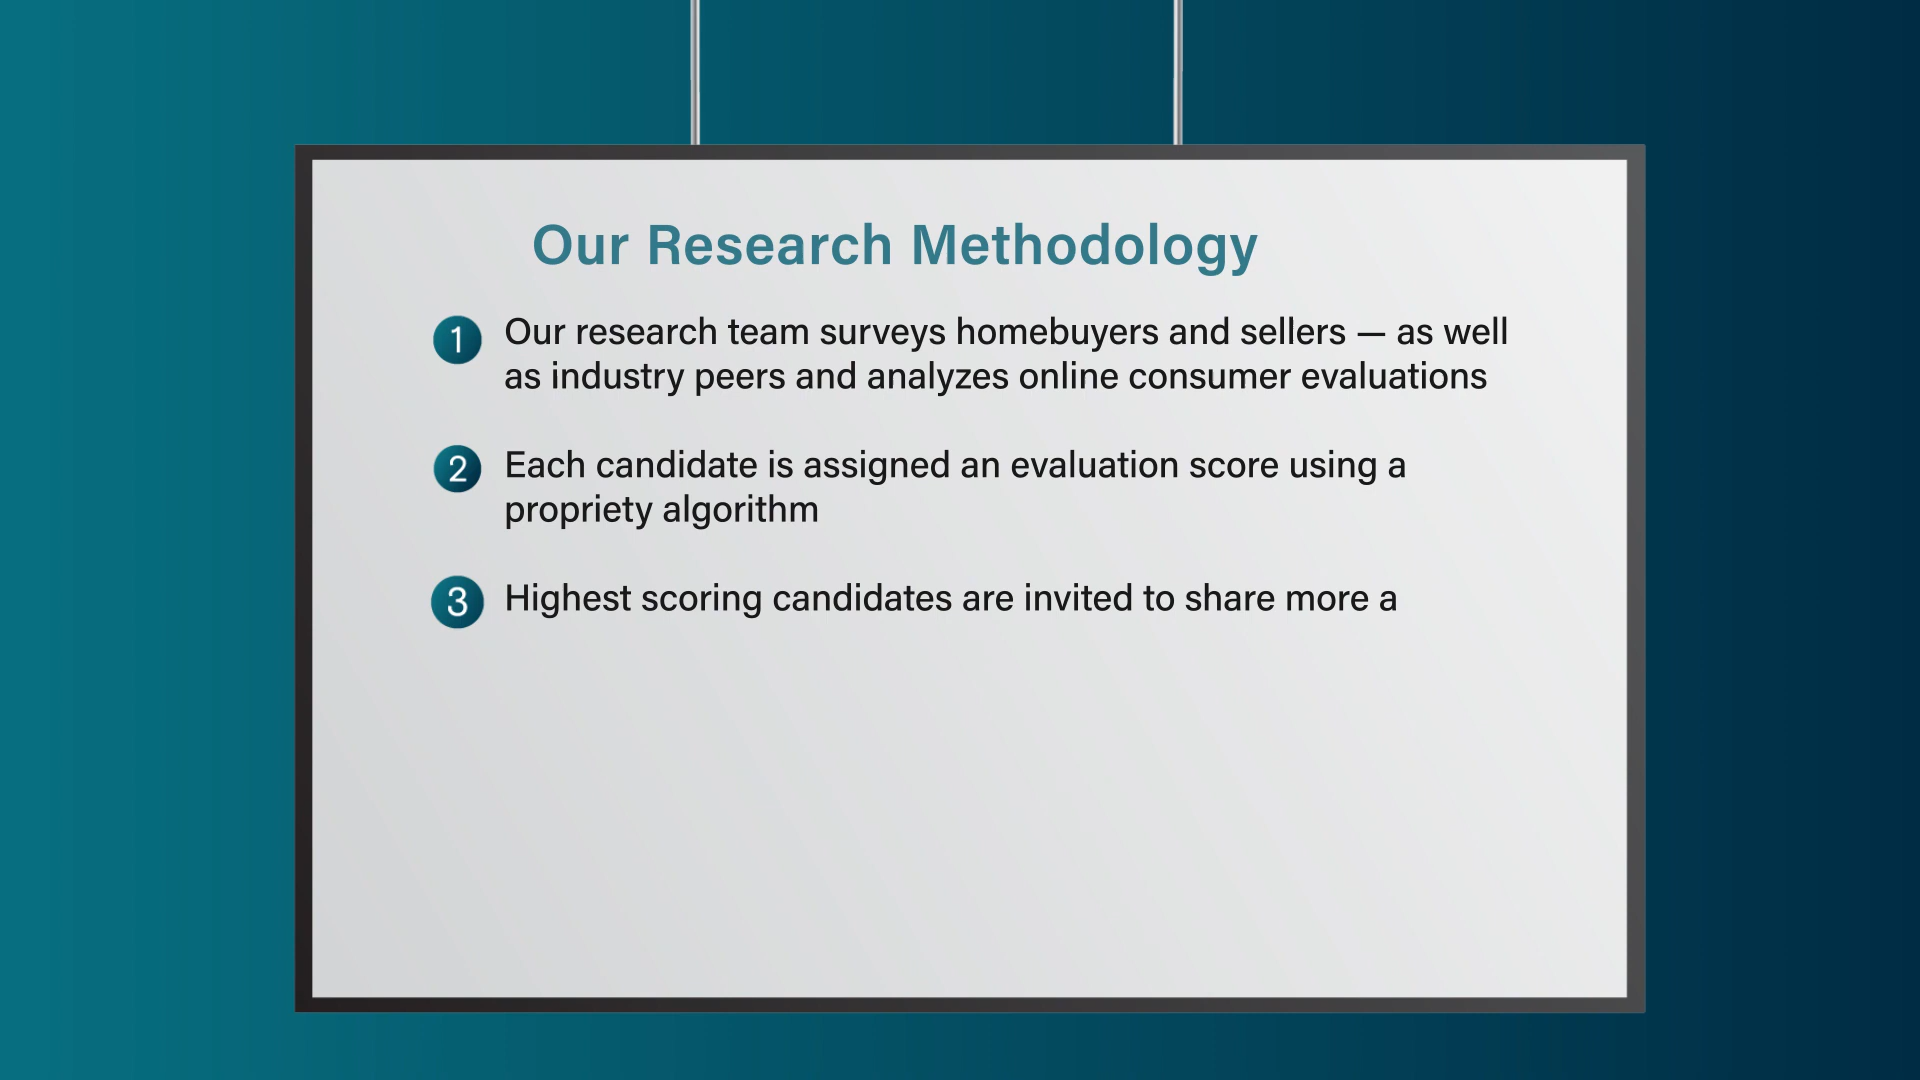 Our Research Methodology
1 Our research team surveys homebuyers and sellers — as well
as industry peers and analyzes online consumer evaluations
2 Each candidate is assigned an evaluation score using a
propriety algorithm
3 Highest scoring candidates are invited to share more a